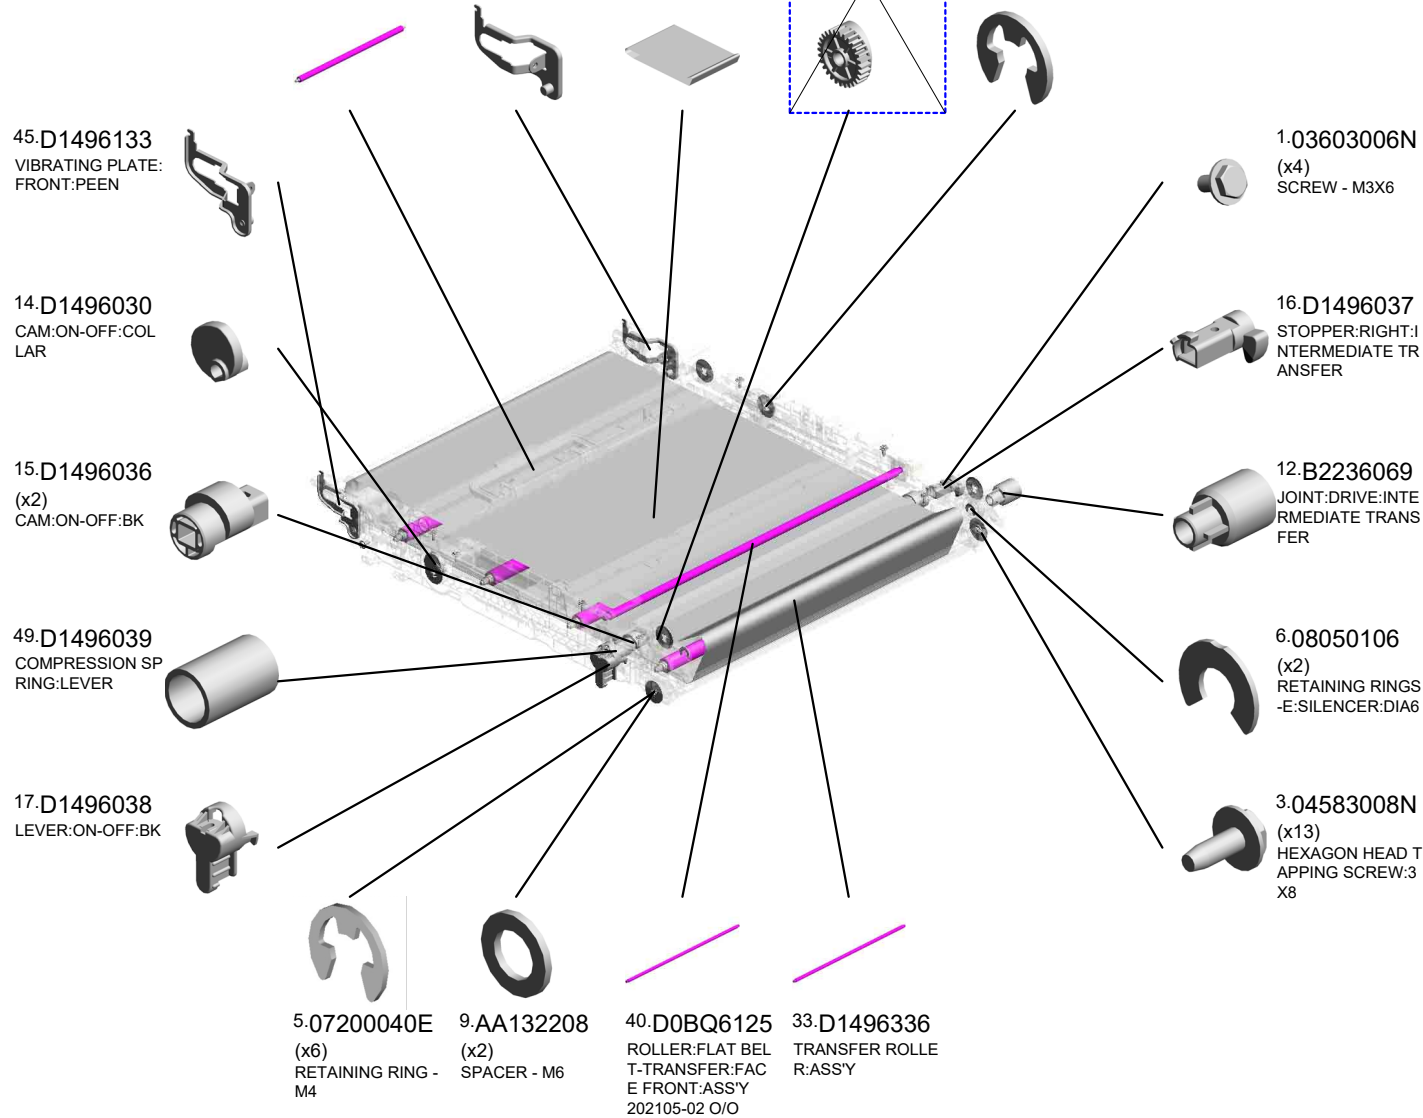 45.D1496133
VIBRATING PLATE:
FRONT:PEEN
14.D1496030
CAM:ON-OFF:COL
LAR
15.D1496036
(x2)
CAM:ON-OFF:BK
49.D1496039
COMPRESSION SP
RING:LEVER
17.D1496038
LEVER:ON-OFF:BK
5.07200040E
(x6)
RETAINING RING -
M4
9.AA132208
(x2)
SPACER - M6
40.D0BQ6125
ROLLER:FLAT BEL
T-TRANSFER:FAC
E FRONT:ASS'Y
202105-02 O/O
33.D1496336
TRANSFER ROLLE
R:ASS'Y
1.03603006N
(x4)
SCREW - M3X6
16.D1496037
STOPPER:RIGHT:I
NTERMEDIATE TR
ANSFER
12.B2236069
JOINT:DRIVE:INTE
RMEDIATE TRANS
FER
6.08050106
(x2)
RETAINING RINGS
-E:SILENCER:DIA6
3.04583008N
(x13)
HEXAGON HEAD T
APPING SCREW:3
X8